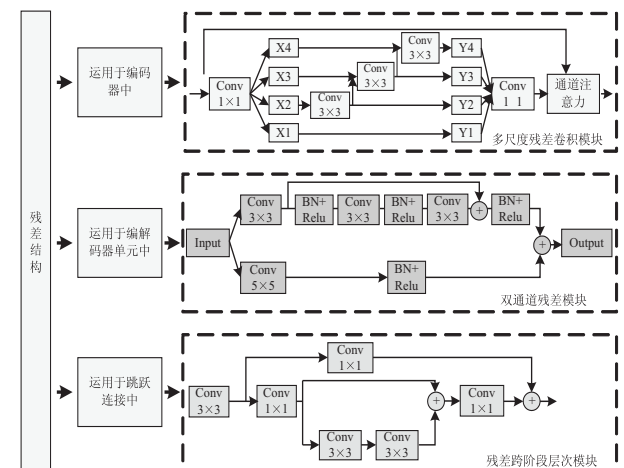 残
差
结
构
运用于编码
器中
Conv
1×1
X4
X3
X2
X1
Conv
3×3
Conv
3×3
Conv
3×3
Y4
Y3
Y2
Y1
Conv
1 1
通道注
意力
多尺度残差卷积模块
运用于编解
码器单元中
Input
Conv
3×3
BN+
Relu
Conv
3×3
BN+
Relu
Conv
3×3
+
BN+
Relu
Conv
5×5
BN+
Relu
+
Output
双通道残差模块
运用于跳跃
连接中
Conv
3×3
Conv
1×1
Conv
1×1
Conv
3×3
Conv
3×3
+
Conv
1×1
+
残差跨阶段层次模块